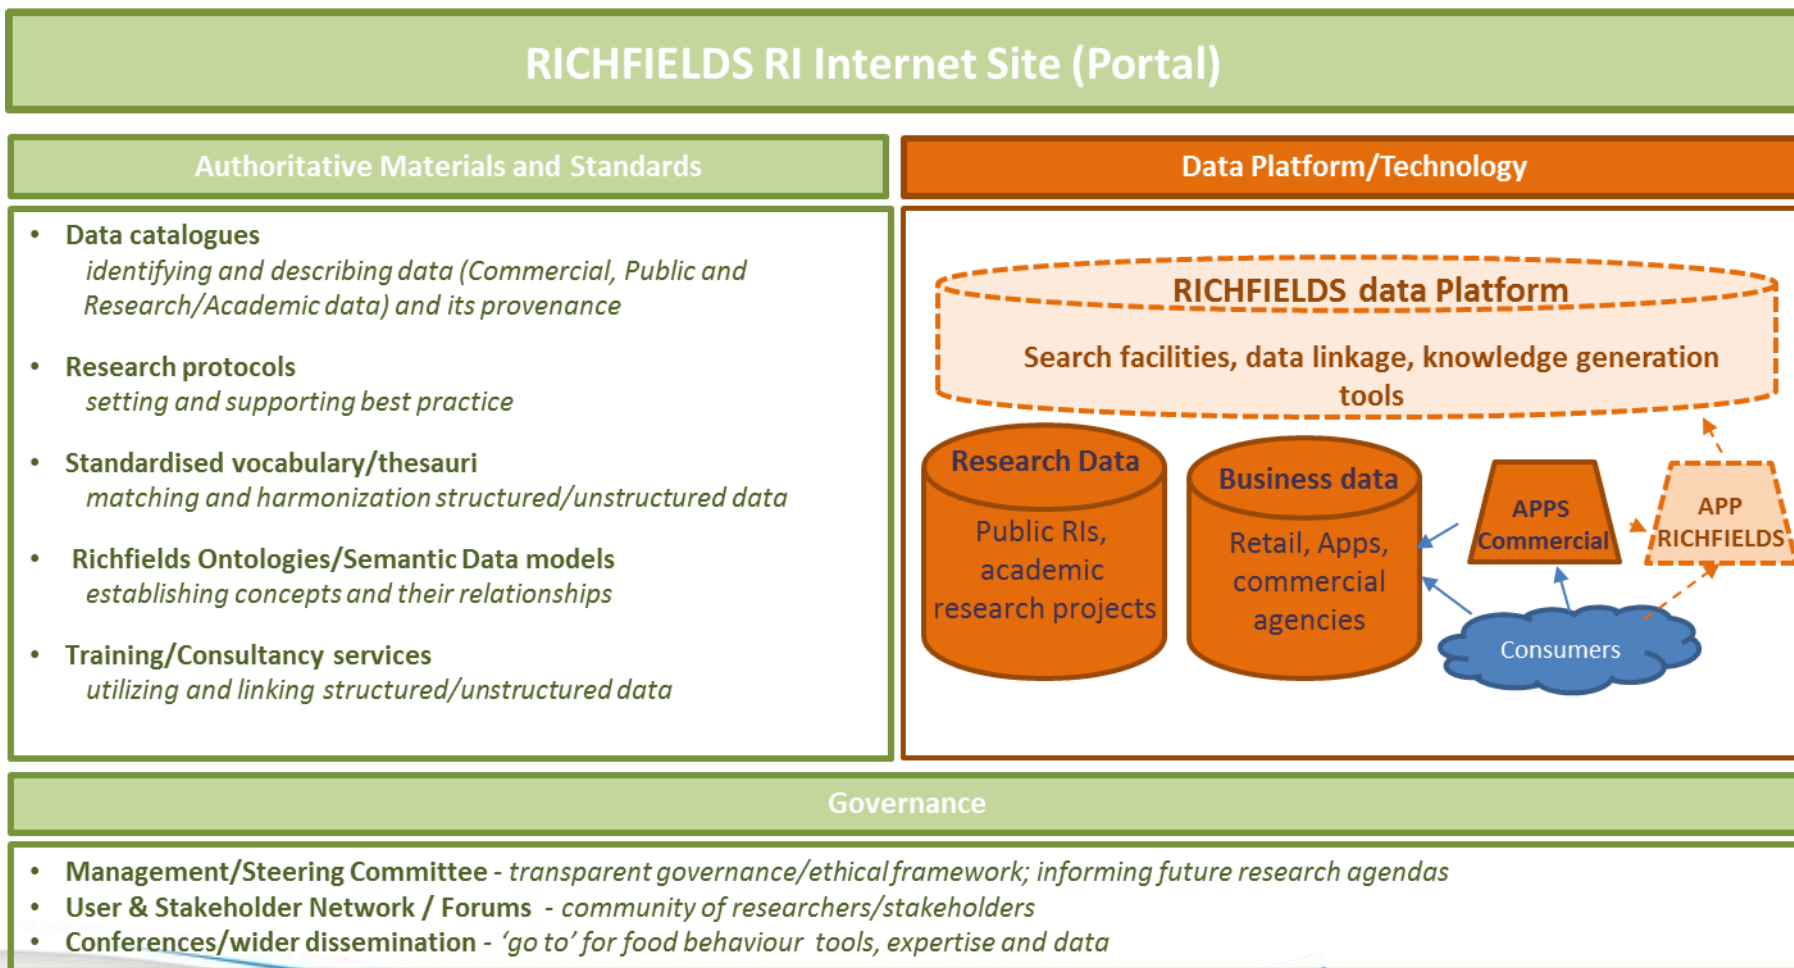 RICHFIELDS RI Internet Site (Portal)
Authoritative Materials and Standards
• Data catalogues
identifying and describing data (Commercial, Public and
Research/Academic data) and its provenance
• Research protocols
setting and supporting best practice
• Standardised vocabulary/thesauri
matching and harmonization structured/unstructured data
• Richfields Ontologies/Semantic Data models
establishing concepts and their relationships
• Training/Consultancy services
utilizing and linking structured/unstructured data
Data Platform/Technology
RICHFIELDS data Platform
Search facilities, data linkage, knowledge generation
tools
Research Data
Public RIs,
academic
research projects
Business data
Retail, Apps,
commercial
agencies
APPS
Commercial
APP
RICHFIELDS
Consumers
Governance
• Management/Steering Committee - transparent governance/ethical framework; informing future research agendas
• User & Stakeholder Network / Forums - community of researchers/stakeholders
• Conferences/wider dissemination - ‘go to’ for food behaviour tools, expertise and data